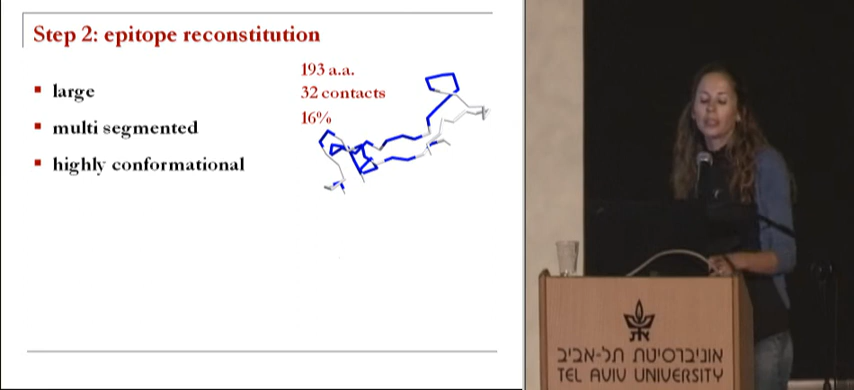 Step 2: epitope reconstitution
▪ large
▪ multi segmented
▪ highly conformational
193 a.a.
32 contacts
16%
אוניברסיטת תל-אביב
TEL AVIV UNIVERSITY